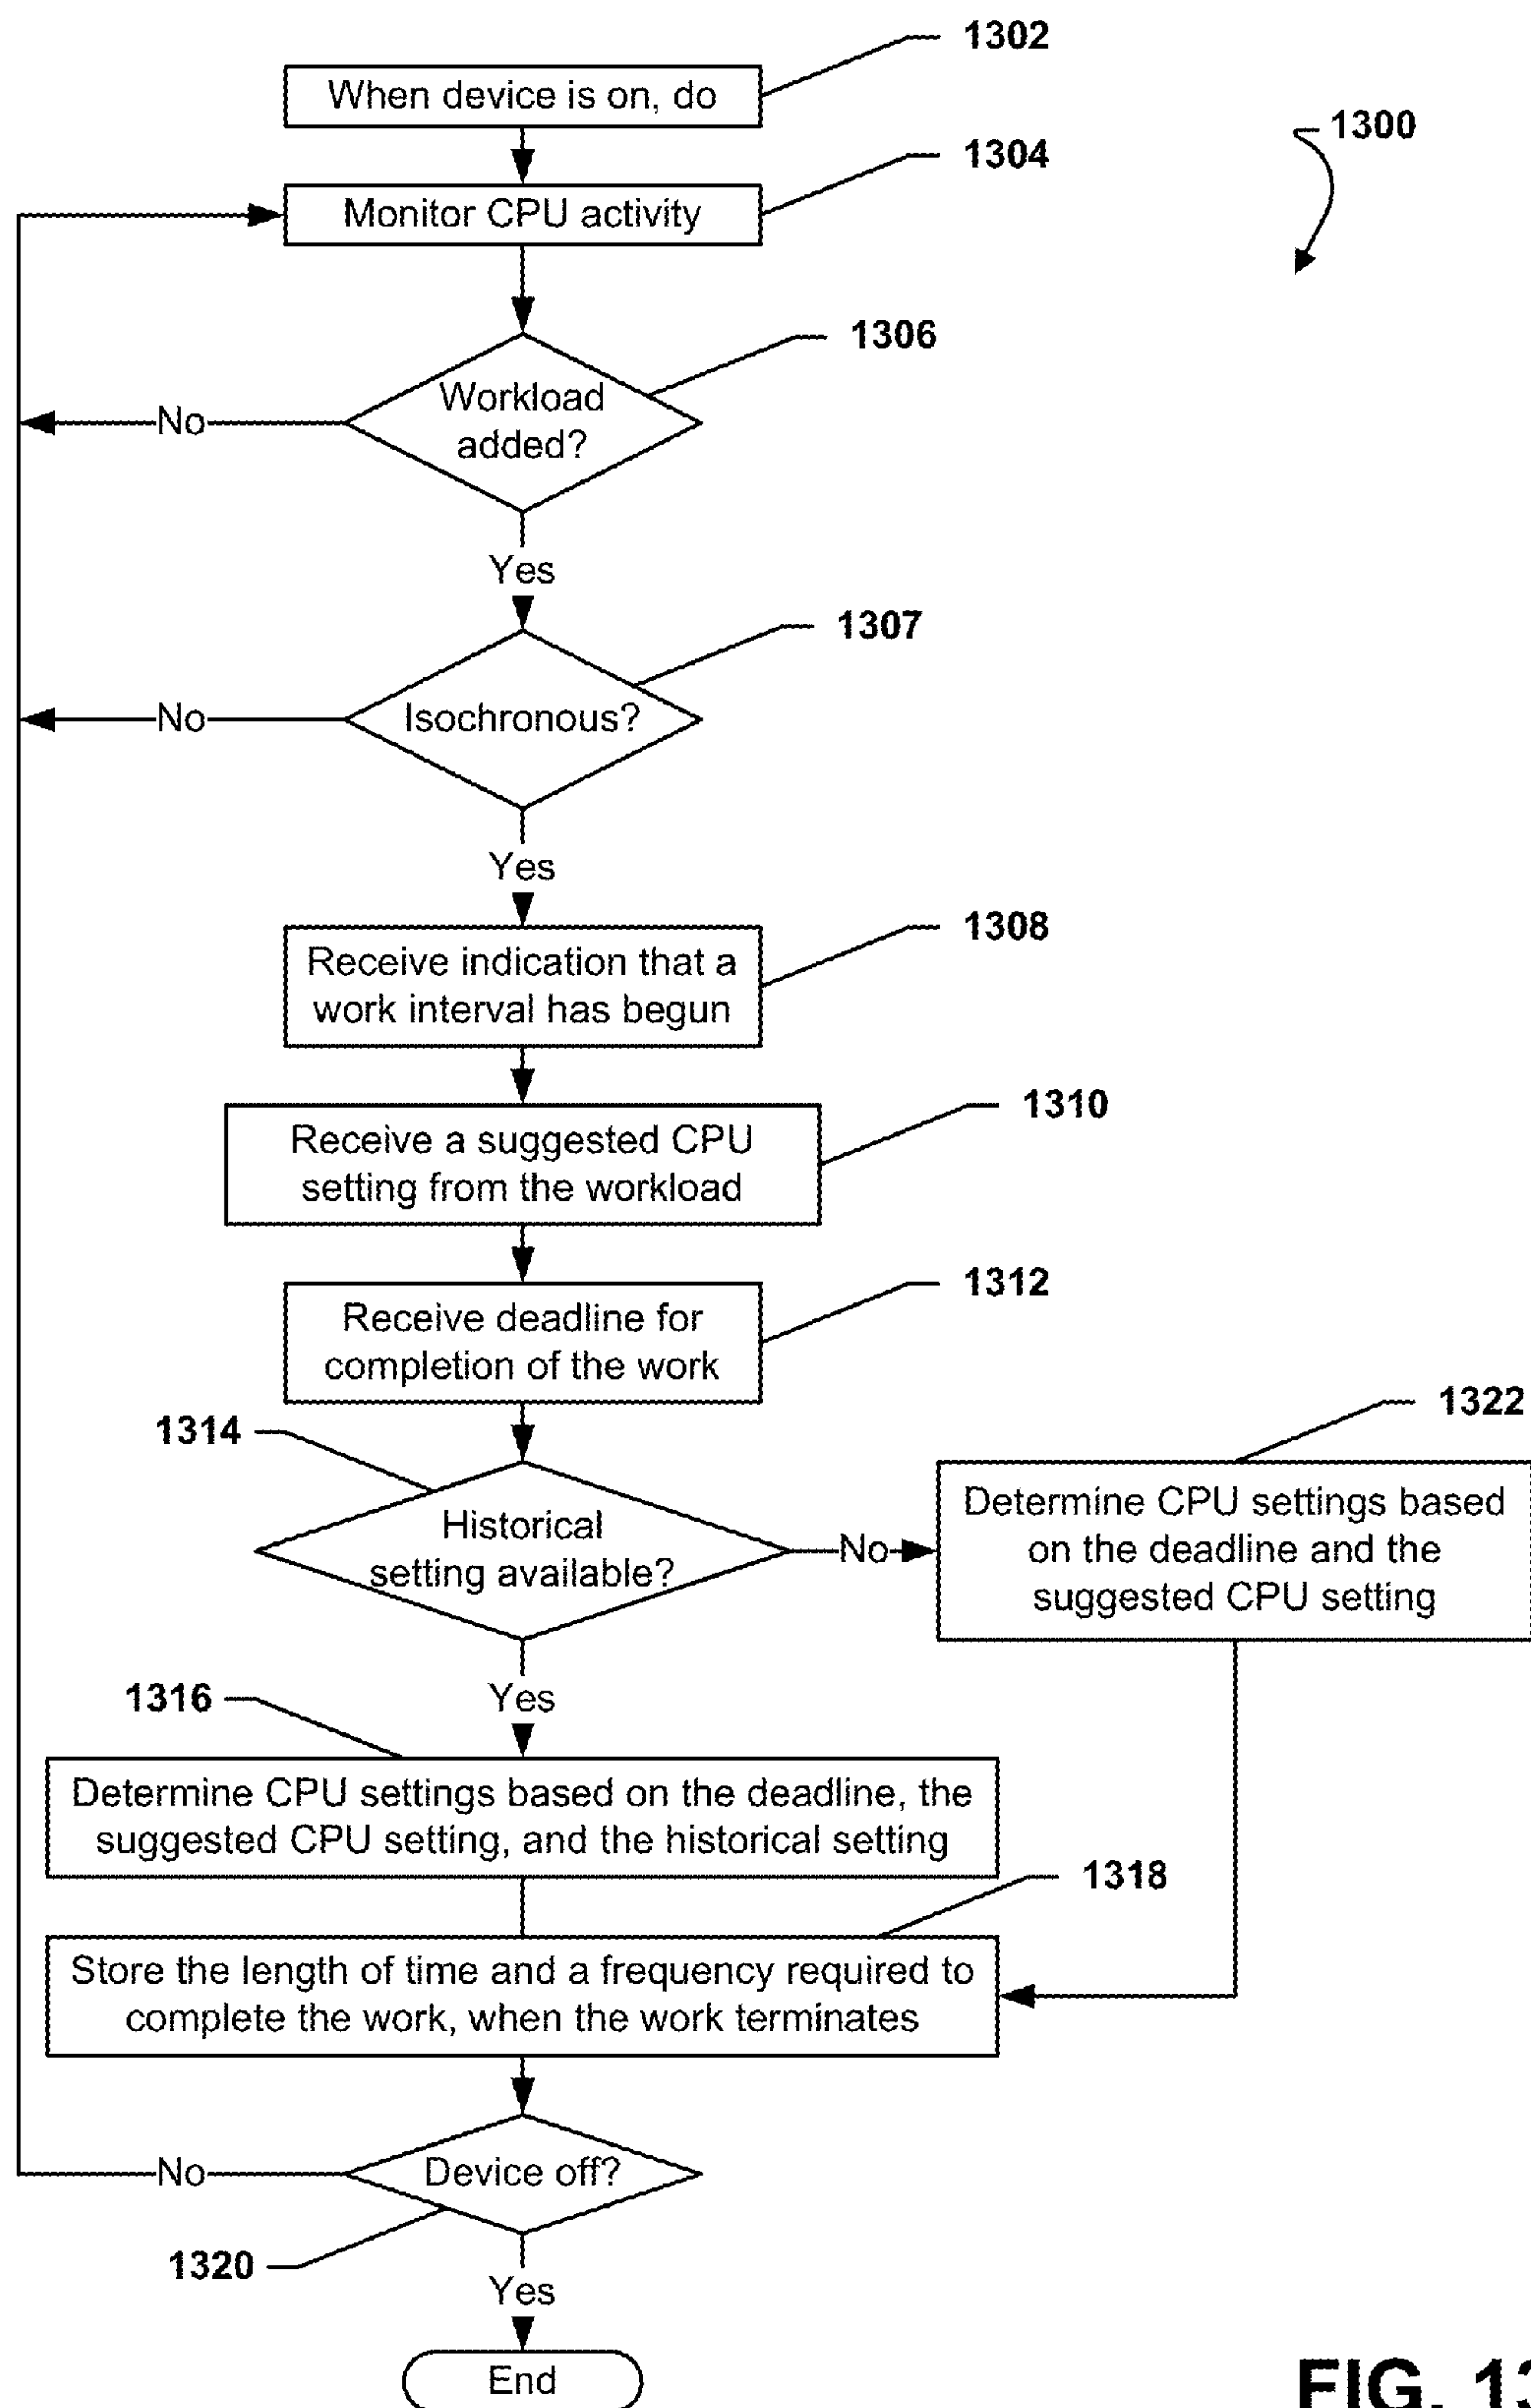 1302
When device is on, do
1300
1304
Monitor CPU activity
1306
Workload
added?
No
Yes
1307
Isochronous?
No
Yes
1308
Receive indication that a
work interval has begun
1310
Receive a suggested CPU
setting from the workload
1312
Receive deadline for
completion of the work
1314
1322
Historical
setting available?
No
Determine CPU settings based
on the deadline and the
suggested CPU setting
Yes
1316
Determine CPU settings based on the deadline, the
suggested CPU setting, and the historical setting
1318
Store the length of time and a frequency required to
complete the work, when the work terminates
Device off?
No
1320
Yes
End
FIG. 13